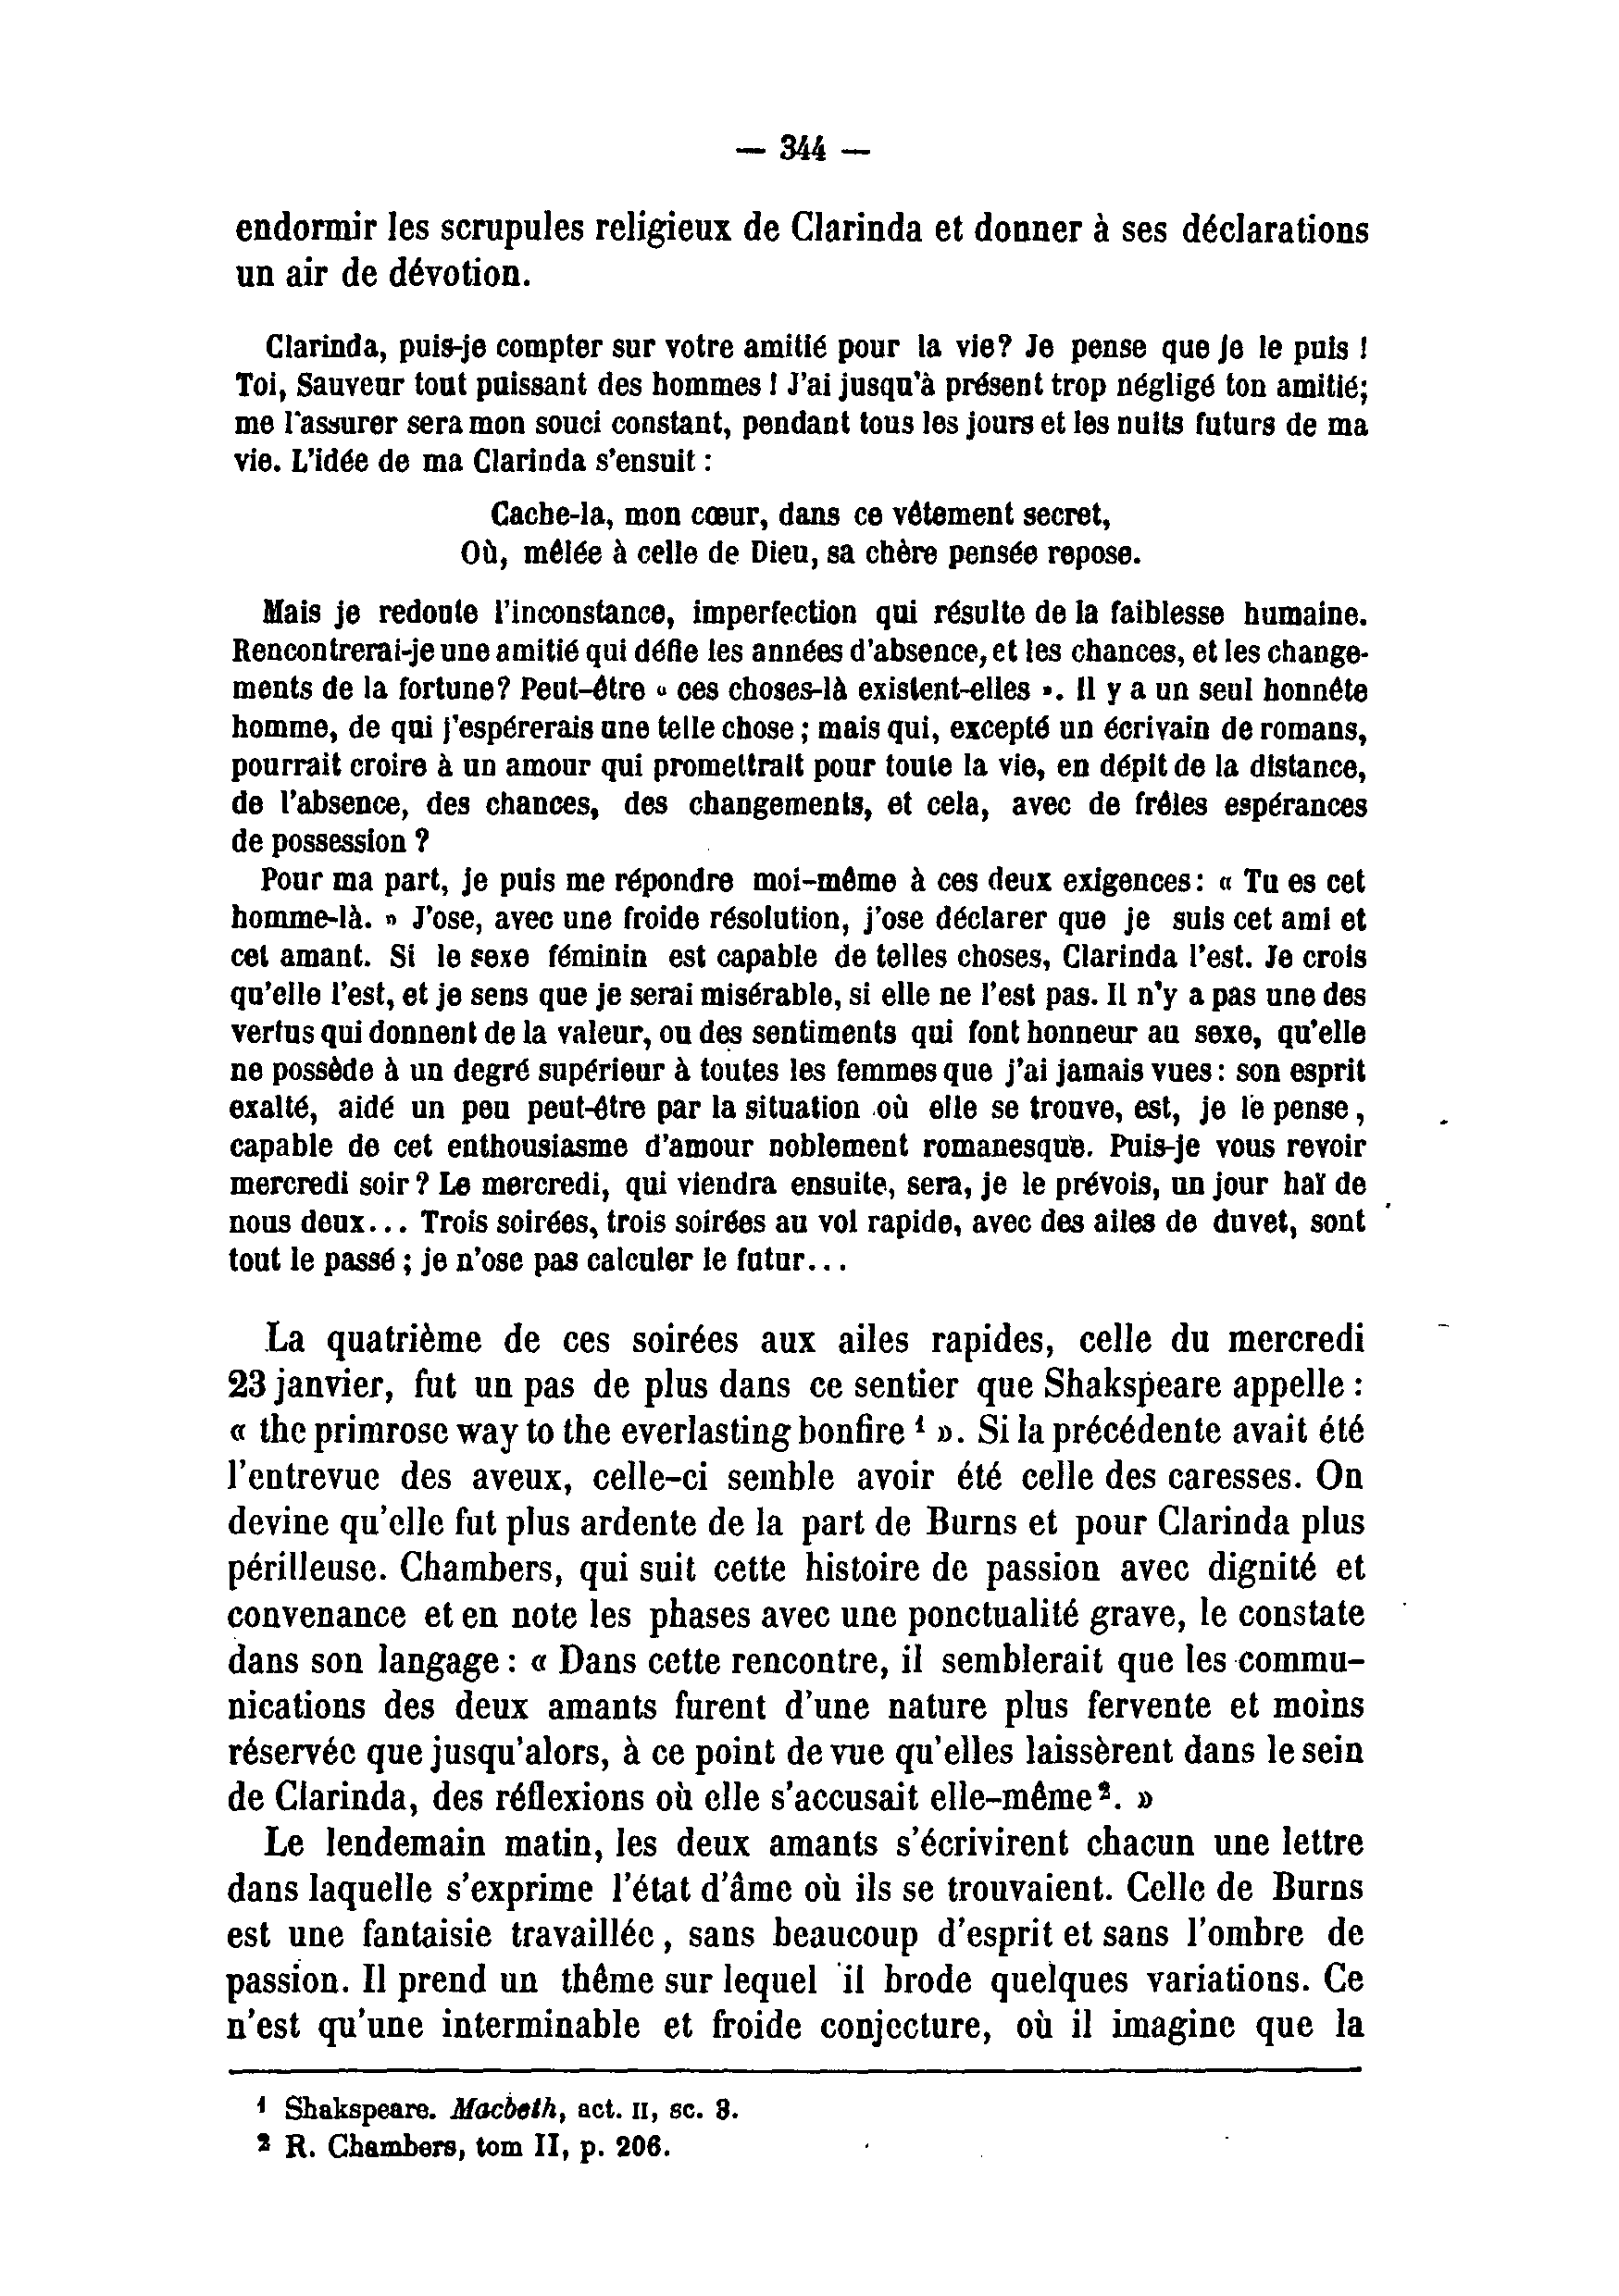 — 344 —
endormir les scrupules religieux de Clarinda et donner à ses déclarations
un air de dévotion.
Clarinda, puis-je compter sur votre amitié pour la vie? Je pense que je le puis !
Toi, Sauveur tout puissant des hommes ! J'ai jusqu'à présent trop négligé ton amitié;
me l'assurer sera mon souci constant, pendant tous les jours et les nuits futurs de ma
vie. L'idée de ma Clarinda s'ensuit :
Cache-la, mon cœur, dans ce vêtement secret,
Où, mêlée à celle de Dieu, sa chère pensée repose.
Mais je redoute l'inconstance, imperfection qui résulte de la faiblesse humaine.
Rencontrerai-je une amitié qui défie les années d'absence, et les chances, et les change-
ments de la fortune? Peut-être « ces choses-là existent-elles ». Il y a un seul honnête
homme, de qui j'espérerais une telle chose ; mais qui, excepté un écrivain de romans,
pourrait croire à un amour qui promettrait pour toute la vie, en dépit de la distance,
de l'absence, des chances, des changements, et cela, avec de frêles espérances
de possession ?
Pour ma part, je puis me répondre moi-même à ces deux exigences : « Tu es cet
homme-là. » J'ose, avec une froide résolution, j'ose déclarer que je suis cet ami et
cet amant. Si le sexe féminin est capable de telles choses, Clarinda l'est. Je crois
qu'elle l'est, et je sens que je serai misérable, si elle ne l'est pas. Il n'y a pas une des
vertus qui donnent de la valeur, ou des sentiments qui font honneur au sexe, qu'elle
ne possède à un degré supérieur à toutes les femmes que j'ai jamais vues : son esprit
exalté, aidé un peu peut-être par la situation où elle se trouve, est, je le pense,
capable de cet enthousiasme d'amour noblement romanesque. Puis-je vous revoir
mercredi soir ? Le mercredi, qui viendra ensuite, sera, je le prévois, un jour haï de
nous deux... Trois soirées, trois soirées au vol rapide, avec des ailes de duvet, sont
tout le passé ; je n'ose pas calculer le futur...
La quatrième de ces soirées aux ailes rapides, celle du mercredi
23 janvier, fut un pas de plus dans ce sentier que Shakspeare appelle :
« the primrose way to the everlasting bonfire ¹ ». Si la précédente avait été
l'entrevue des aveux, celle-ci semble avoir été celle des caresses. On
devine qu'elle fut plus ardente de la part de Burns et pour Clarinda plus
périlleuse. Chambers, qui suit cette histoire de passion avec dignité et
convenance et en note les phases avec une ponctualité grave, le constate
dans son langage : « Dans cette rencontre, il semblerait que les commu-
nications des deux amants furent d'une nature plus fervente et moins
réservée que jusqu'alors, à ce point de vue qu'elles laissèrent dans le sein
de Clarinda, des réflexions où elle s'accusait elle-même ². »
Le lendemain matin, les deux amants s'écrivirent chacun une lettre
dans laquelle s'exprime l'état d'âme où ils se trouvaient. Celle de Burns
est une fantaisie travaillée, sans beaucoup d'esprit et sans l'ombre de
passion. Il prend un thême sur lequel il brode quelques variations. Ce
n'est qu'une interminable et froide conjecture, où il imagine que la
¹ Shakspeare. Macbeth, act. II, sc. 3.
² R. Chambers, tom II, p. 206.